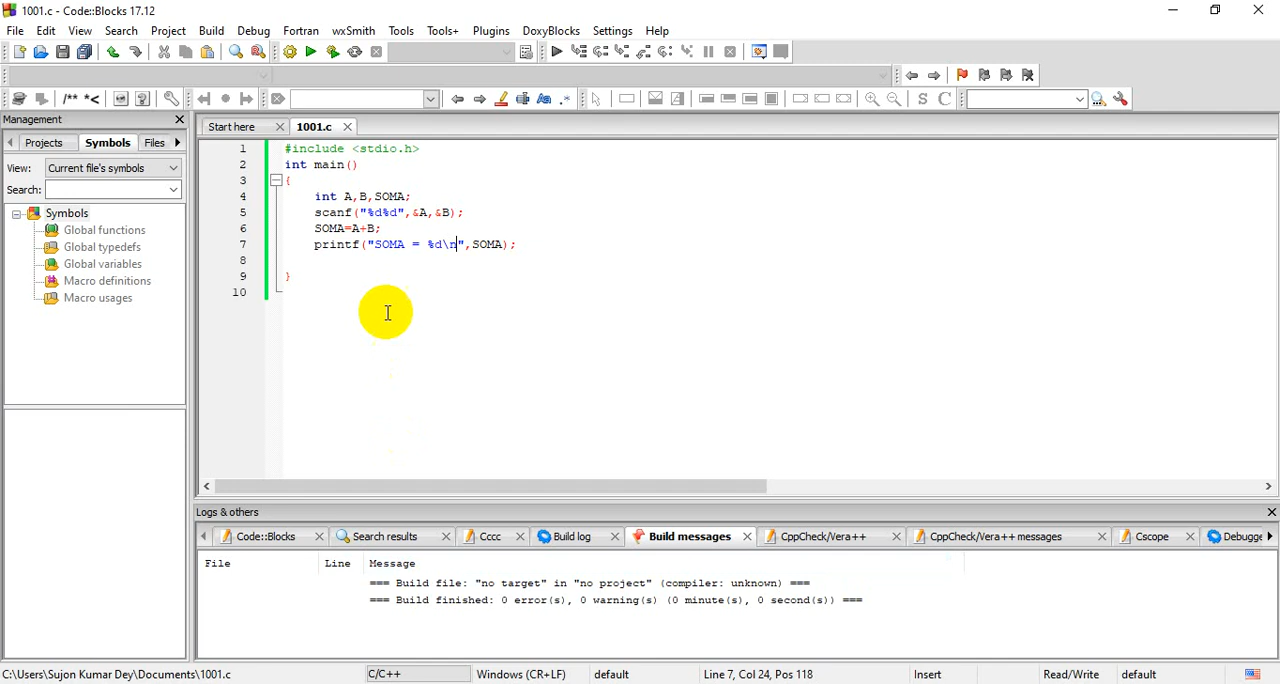 1001.c - Code::Blocks 17.12
File Edit View Search Project Build Debug Fortran wxSmith Tools Tools+ Plugins DoxyBlocks Settings Help
/** *<
S C
Management
Start here 1001.c
Projects Symbols Files
View: Current file's symbols
Search:
Symbols
Global functions
Global typedefs
Global variables
Macro definitions
Macro usages
1 #include <stdio.h>
2 int main()
3 {
4 int A,B,SOMA;
5 scanf("%d%d",&A,&B);
6 SOMA=A+B;
7 printf("SOMA = %d\n",SOMA);
8
9 }
10
Logs & others
Code::Blocks Search results Cccc Build log Build messages CppCheck/Vera++ CppCheck/Vera++ messages Cscope Debugge
File Line Message
=== Build file: "no target" in "no project" (compiler: unknown) ===
=== Build finished: 0 error(s), 0 warning(s) (0 minute(s), 0 second(s)) ===
C:\Users\Sujon Kumar Dey\Documents\1001.c C/C++ Windows (CR+LF) default Line 7, Col 24, Pos 118 Insert Read/Write default